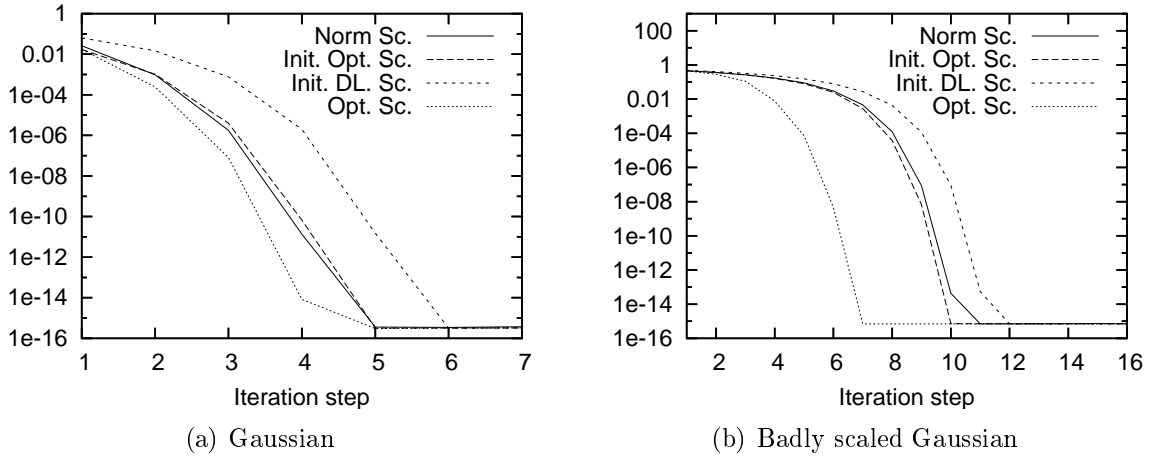 1
0.01
1e-04
1e-06
1e-08
1e-10
1e-12
1e-14
1e-16
Norm Sc.
Init. Opt. Sc.
Init. DL. Sc.
Opt. Sc.
1 2 3 4 5 6 7
Iteration step
(a) Gaussian
100
1
0.01
1e-04
1e-06
1e-08
1e-10
1e-12
1e-14
1e-16
Norm Sc.
Init. Opt. Sc.
Init. DL. Sc.
Opt. Sc.
2 4 6 8 10 12 14 16
Iteration step
(b) Badly scaled Gaussian